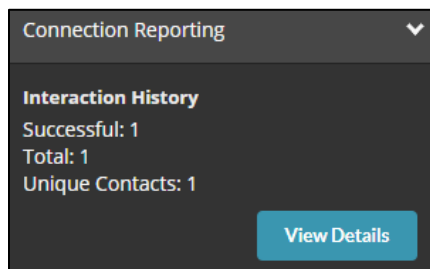 Connection Reporting
Interaction History
Successful: 1
Total: 1
Unique Contacts: 1
View Details